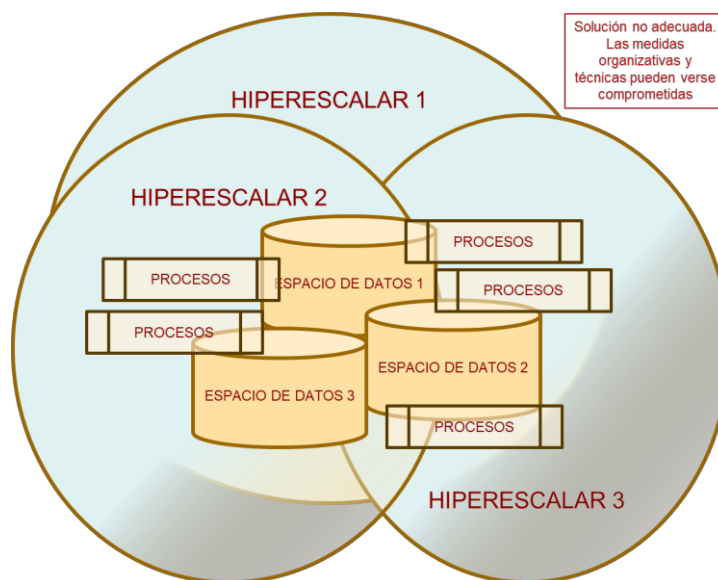 Solución no adecuada.
Las medidas
organizativas y
técnicas pueden verse
comprometidas
HIPERESCALAR 1
HIPERESCALAR 2
PROCESOS
PROCESOS
ESPACIO DE DATOS 1
PROCESOS
PROCESOS
ESPACIO DE DATOS 2
ESPACIO DE DATOS 3
PROCESOS
HIPERESCALAR 3